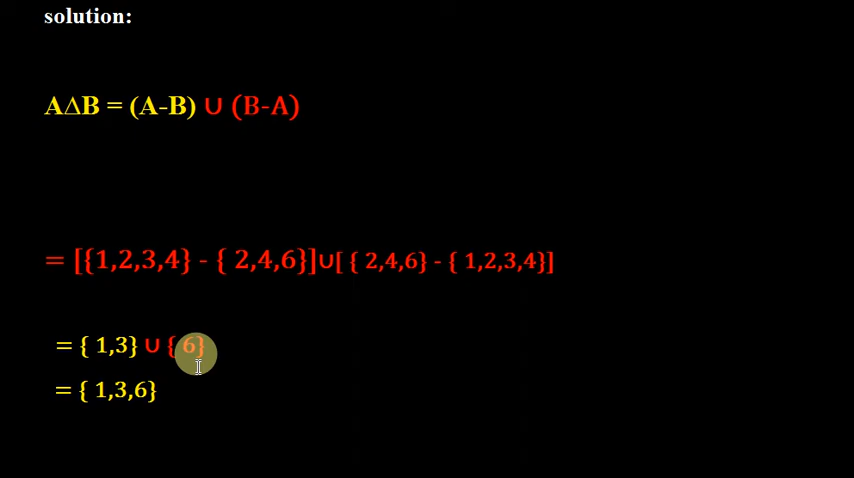 solution:
A∆B = (A-B) ∪ (B-A)
= [{1,2,3,4} - { 2,4,6}]∪[ { 2,4,6} - { 1,2,3,4}]
= { 1,3} ∪ { 6}
= { 1,3,6}